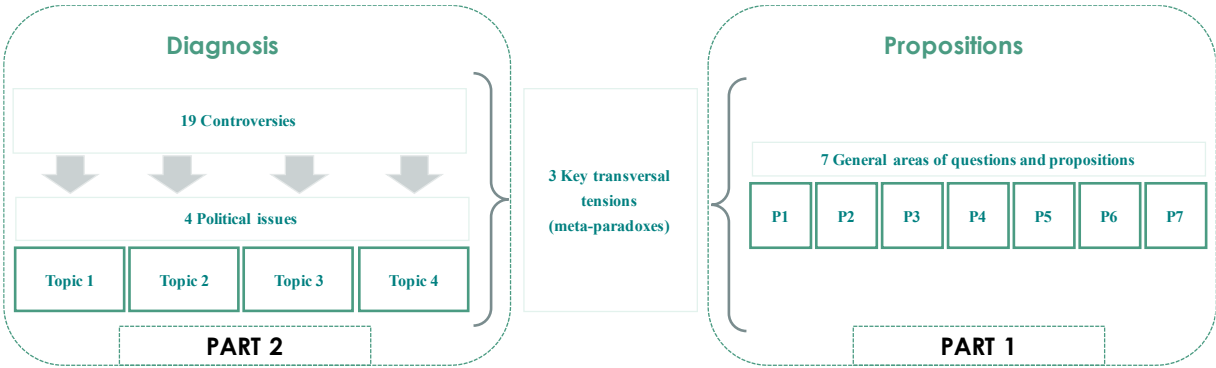 Diagnosis
19 Controversies
4 Political issues
Topic 1
Topic 2
Topic 3
Topic 4
PART 2
3 Key transversal
tensions
(meta-paradoxes)
Propositions
7 General areas of questions and propositions
P1
P2
P3
P4
P5
P6
P7
PART 1